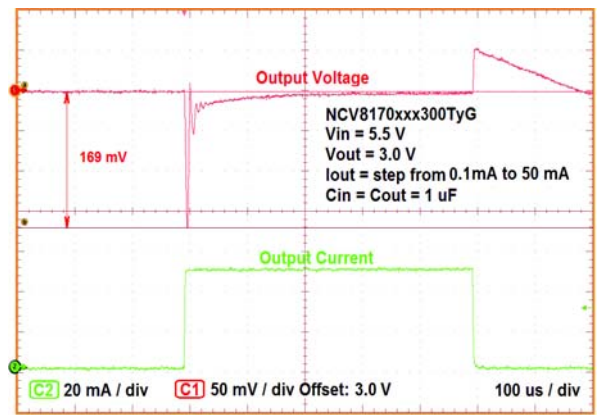 Output Voltage
NCV8170xxx300TyG
Vin = 5.5 V
Vout = 3.0 V
169 mV
Iout = step from 0.1mA to 50 mA
Cin = Cout = 1 uF
Output Current
C2 20 mA / div C1 50 mV / div Offset: 3.0 V 100 us / div